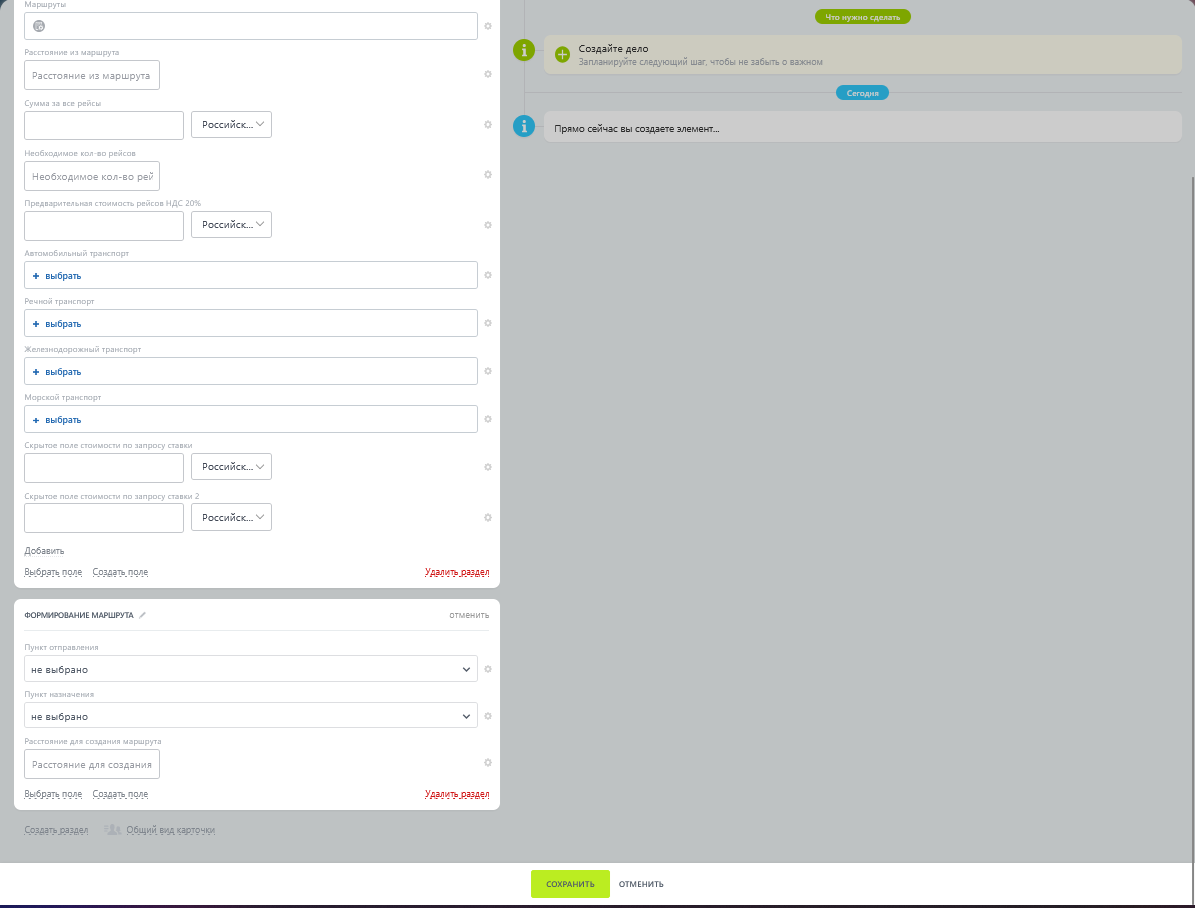 Маршруты
Расстояние из маршрута
Расстояние из маршрута
Сумма за все рейсы
Российск...
Необходимое кол-во рейсов
Необходимое кол-во рей
Предварительная стоимость рейсов НДС 20%
Российск...
Автомобильный транспорт
+ выбрать
Речной транспорт
+ выбрать
Железнодорожный транспорт
+ выбрать
Морской транспорт
+ выбрать
Скрытое поле стоимости по запросу ставки
Российск...
Скрытое поле стоимости по запросу ставки 2
Российск...
Добавить
Выбрать поле Создать поле Удалить раздел
ФОРМИРОВАНИЕ МАРШРУТА отменить
Пункт отправления
не выбрано
Пункт назначения
не выбрано
Расстояние для создания маршрута
Расстояние для создания
Выбрать поле Создать поле Удалить раздел
Создать раздел Общий вид карточки
Что нужно сделать
Создайте дело
Запланируйте следующий шаг, чтобы не забыть о важном
Сегодня
Прямо сейчас вы создаете элемент...
СОХРАНИТЬ ОТМЕНИТЬ